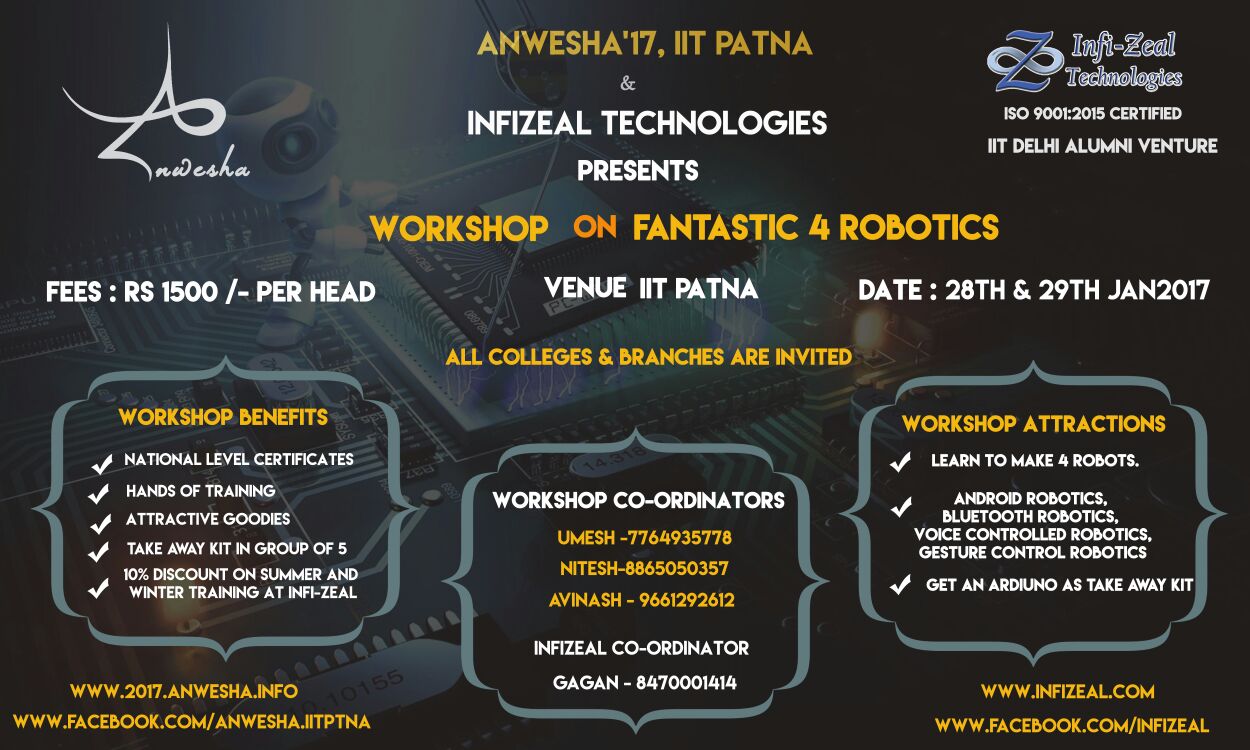 Anwesha
ANWESHA'17, IIT PATNA
&
INFIZEAL TECHNOLOGIES
PRESENTS
Infi-Zeal
Technologies
ISO 9001:2015 CERTIFIED
IIT DELHI ALUMNI VENTURE
WORKSHOP ON FANTASTIC 4 ROBOTICS
FEES : RS 1500 /- PER HEAD
VENUE IIT PATNA
DATE : 28TH & 29TH JAN2017
ALL COLLEGES & BRANCHES ARE INVITED
WORKSHOP BENEFITS
NATIONAL LEVEL CERTIFICATES
HANDS OF TRAINING
ATTRACTIVE GOODIES
TAKE AWAY KIT IN GROUP OF 5
10% DISCOUNT ON SUMMER AND
WINTER TRAINING AT INFI-ZEAL
WORKSHOP CO-ORDINATORS
UMESH -7764935778
NITESH-8865050357
AVINASH - 9661292612
INFIZEAL CO-ORDINATOR
GAGAN - 8470001414
WORKSHOP ATTRACTIONS
LEARN TO MAKE 4 ROBOTS.
ANDROID ROBOTICS,
BLUETOOTH ROBOTICS,
VOICE CONTROLLED ROBOTICS,
GESTURE CONTROL ROBOTICS
GET AN ARDIUNO AS TAKE AWAY KIT
WWW.2017.ANWESHA.INFO
WWW.FACEBOOK.COM/ANWESHA.IITPTNA
WWW.INFIZEAL.COM
WWW.FACEBOOK.COM/INFIZEAL
14.318
10.10155